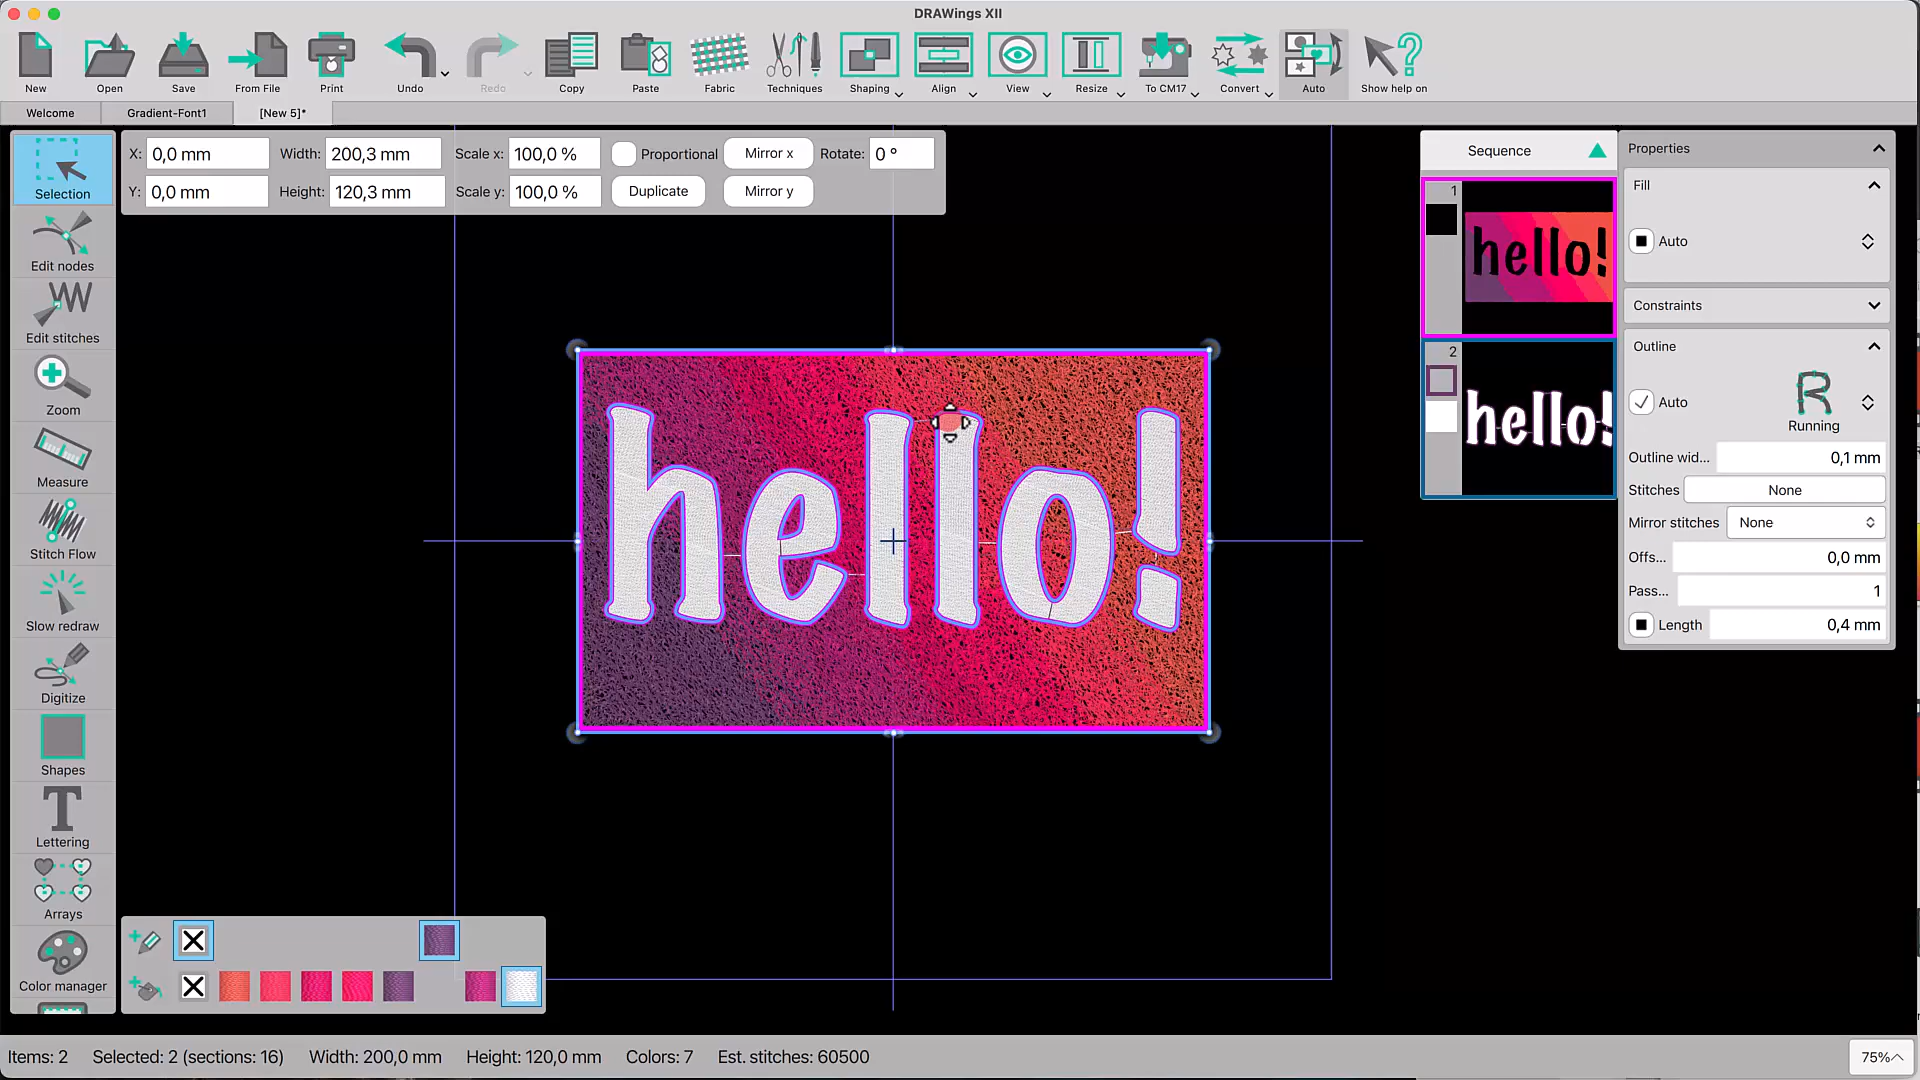 DRAWings XII
New
Open
Save
From File
Print
Undo
Redo
Copy
Paste
Fabric
Techniques
Shaping
Align
View
Resize
To CM17
Convert
Auto
Show help on
Welcome
Gradient-Font1
[New 5]*
X: 0,0 mm Width: 200,3 mm Scale x: 100,0 % Proportional Mirror x Rotate: 0 °
Y: 0,0 mm Height: 120,3 mm Scale y: 100,0 % Duplicate Mirror y
Selection
Edit nodes
Edit stitches
Zoom
Measure
Stitch Flow
Slow redraw
Digitize
Shapes
Lettering
Arrays
Color manager
hello!
Sequence
1
hello!
2
hello!
Properties
Fill
Auto
Constraints
Outline
Auto
Running
Outline wid... 0,1 mm
Stitches None
Mirror stitches None
Offs... 0,0 mm
Pass... 1
Length 0,4 mm
Items: 2 Selected: 2 (sections: 16) Width: 200,0 mm Height: 120,0 mm Colors: 7 Est. stitches: 60500
75%